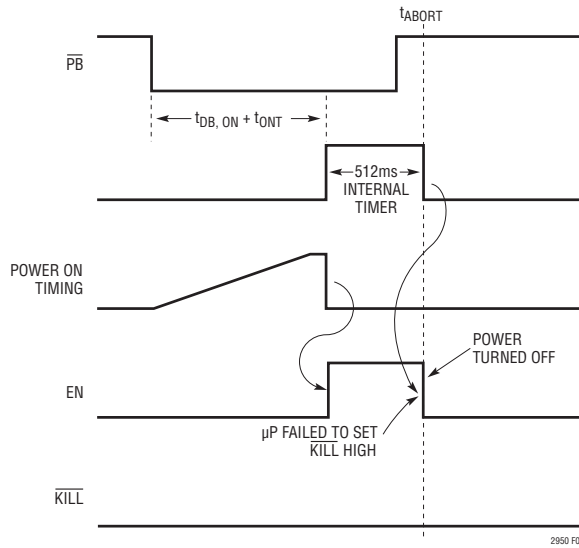 tABORT
PB
tDB, ON + tONT
512ms
INTERNAL
TIMER
POWER ON
TIMING
POWER
TURNED OFF
EN
µP FAILED TO SET
KILL HIGH
KILL
2950 F0